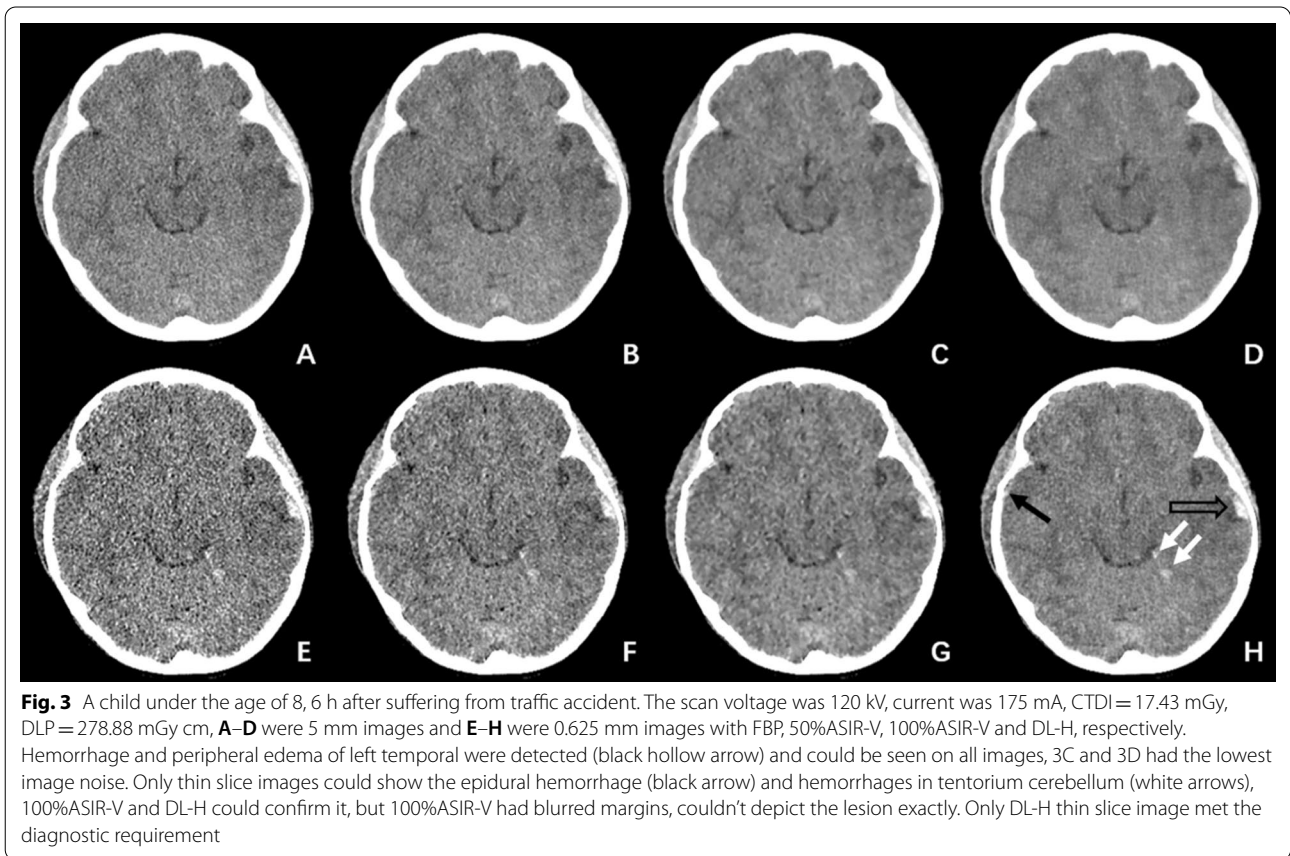 A
B
C
D
E
F
G
H
Fig. 3 A child under the age of 8, 6 h after suffering from traffic accident. The scan voltage was 120 kV, current was 175 mA, CTDI = 17.43 mGy,
DLP = 278.88 mGy cm, A–D were 5 mm images and E–H were 0.625 mm images with FBP, 50%ASIR-V, 100%ASIR-V and DL-H, respectively.
Hemorrhage and peripheral edema of left temporal were detected (black hollow arrow) and could be seen on all images, 3C and 3D had the lowest
image noise. Only thin slice images could show the epidural hemorrhage (black arrow) and hemorrhages in tentorium cerebellum (white arrows),
100%ASIR-V and DL-H could confirm it, but 100%ASIR-V had blurred margins, couldn't depict the lesion exactly. Only DL-H thin slice image met the
diagnostic requirement